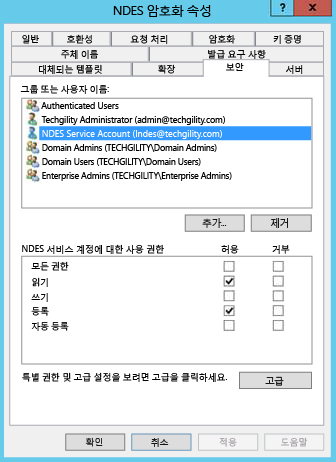 NDES 암호화 속성
?
x
일반 호환성 요청 처리 암호화 키 증명
주체 이름 발급 요구 사항
대체되는 템플릿 확장 보안 서버
그룹 또는 사용자 이름:
Authenticated Users
Techgility Administrator (admin@techgility.com)
NDES Service Account (Indes@techgility.com)
Domain Admins (TECHGILITY\Domain Admins)
Domain Users (TECHGILITY\Domain Users)
Enterprise Admins (TECHGILITY\Enterprise Admins)
추가... 제거
NDES 서비스 계정에 대한 사용 권한 허용 거부
모든 권한
읽기
쓰기
등록
자동 등록
특별 권한 및 고급 설정을 보려면 고급을 클릭하세요. 고급
확인 취소 적용 도움말